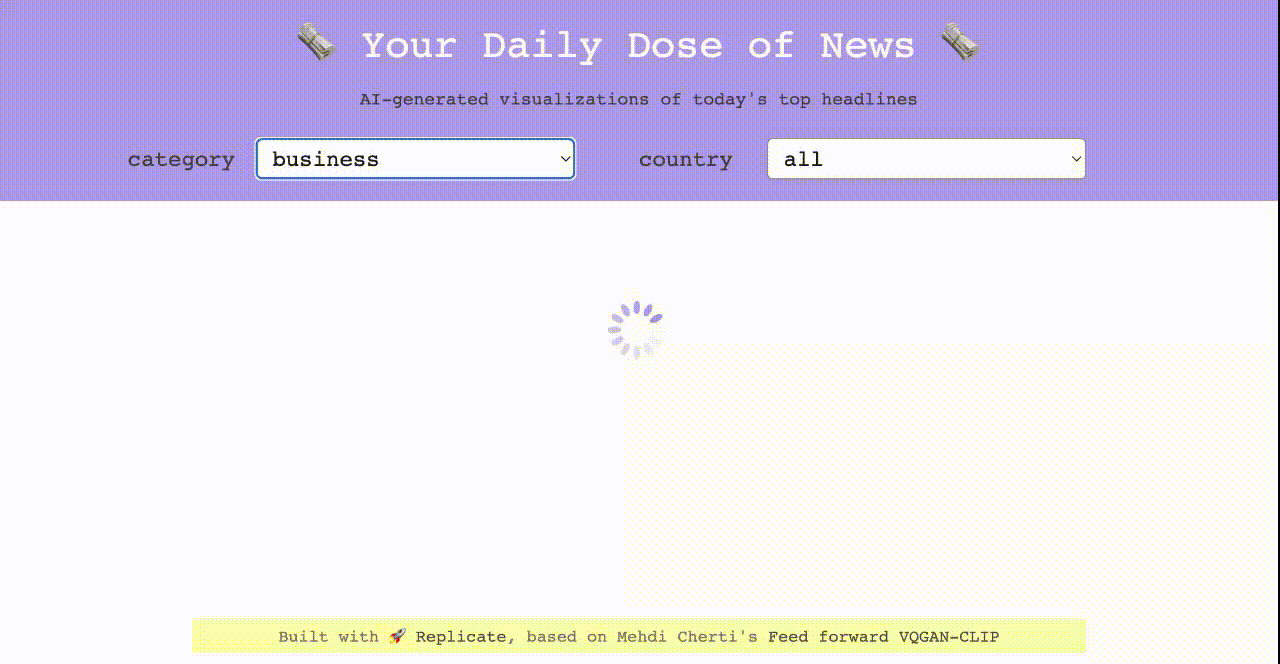 Your Daily Dose of News
AI-generated visualizations of today's top headlines
category business country all
Built with 🚀 Replicate, based on Mehdi Cherti's Feed forward VQGAN-CLIP